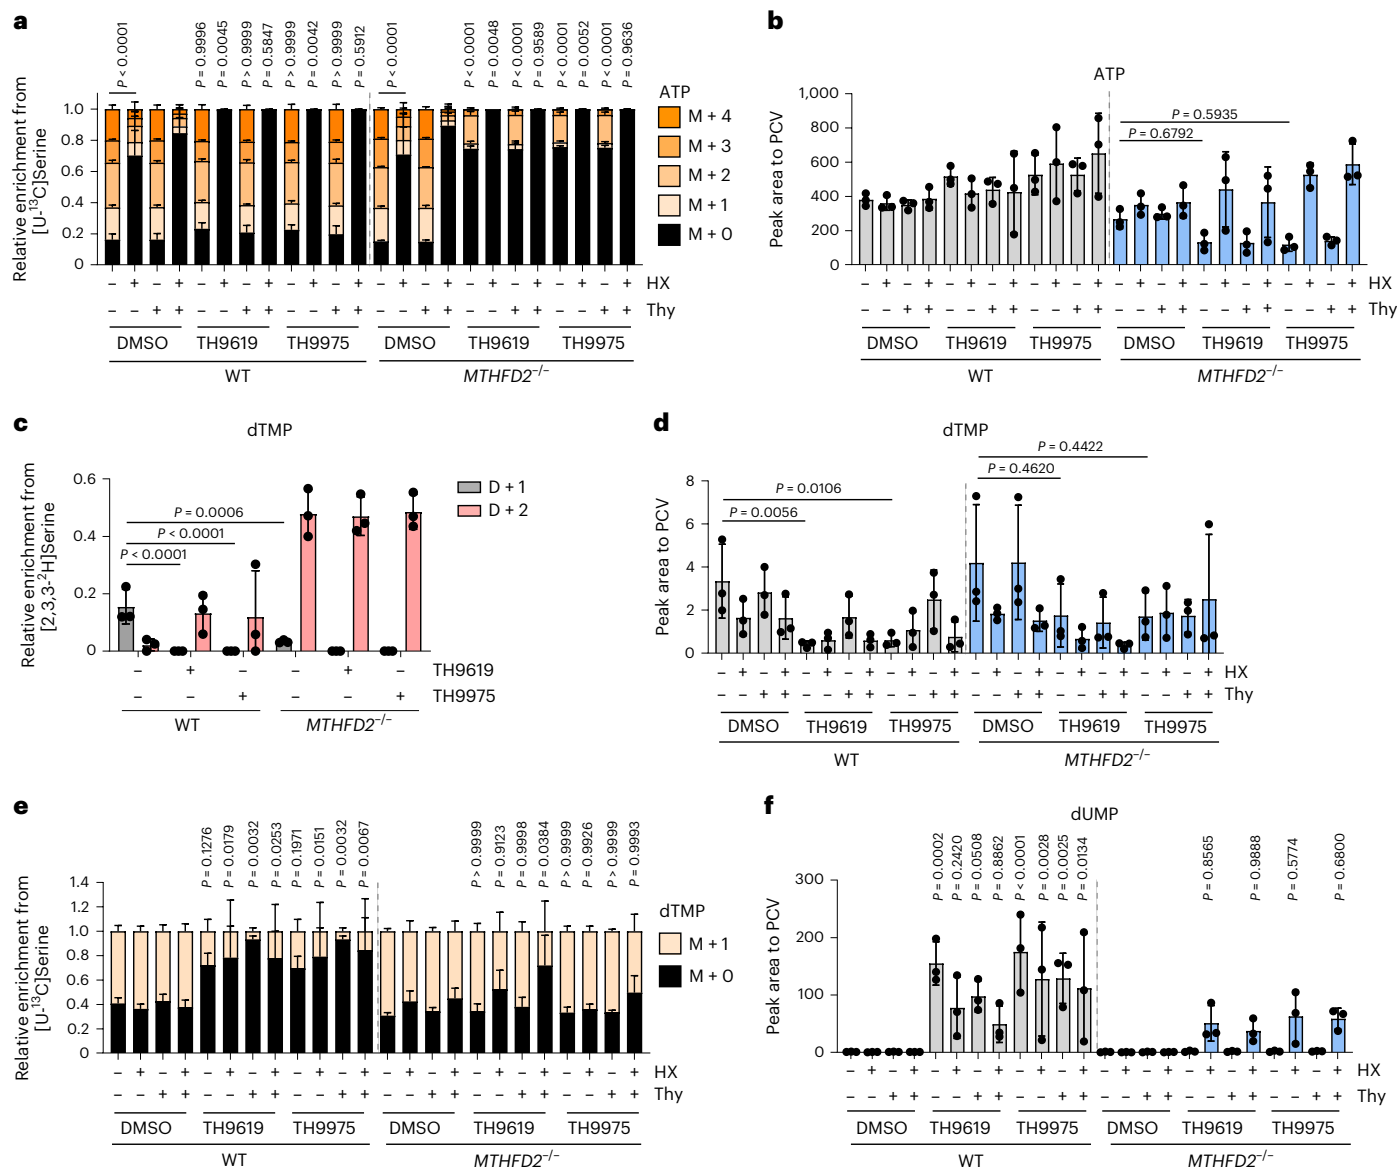 a
P < 0.0001
P = 0.9996
P = 0.0045
P > 0.9999
P = 0.5847
P > 0.9999
P = 0.0042
P > 0.9999
P = 0.5912
P < 0.0001
P < 0.0001
P = 0.0048
P < 0.0001
P = 0.9589
P < 0.0001
P = 0.0052
P < 0.0001
P = 0.9636
Relative enrichment from
[U-¹³C]Serine
1.0
0.8
0.6
0.4
0.2
0
ATP
M + 4
M + 3
M + 2
M + 1
M + 0
– + – + – + – + – + – + – + – + – + – + – + – + HX
– – + + – – + + – – + + – – + + – – + + – – + + Thy
DMSO TH9619 TH9975 DMSO TH9619 TH9975
WT MTHFD2⁻/⁻
b
ATP
Peak area to PCV
1,000
800
600
400
200
0
P = 0.5935
P = 0.6792
– + – + – + – + – + – + – + – + – + – + – + – + HX
– – + + – – + + – – + + – – + + – – + + – – + + Thy
DMSO TH9619 TH9975 DMSO TH9619 TH9975
WT MTHFD2⁻/⁻
c
dTMP
Relative enrichment from
[2,3,3-²H]Serine
0.6
0.4
0.2
0
P = 0.0006
P < 0.0001
P < 0.0001
D + 1
D + 2
– + – – + – TH9619
– – + – – + TH9975
WT MTHFD2⁻/⁻
d
dTMP
Peak area to PCV
8
6
4
2
0
P = 0.0106
P = 0.0056
P = 0.4422
P = 0.4620
– + – + – + – + – + – + – + – + – + – + – + – + HX
– – + + – – + + – – + + – – + + – – + + – – + + Thy
DMSO TH9619 TH9975 DMSO TH9619 TH9975
WT MTHFD2⁻/⁻
e
P = 0.1276
P = 0.0179
P = 0.0032
P = 0.0253
P = 0.1971
P = 0.0151
P = 0.0032
P = 0.0067
P > 0.9999
P = 0.9123
P = 0.9998
P = 0.0384
P > 0.9999
P = 0.9926
P > 0.9999
P = 0.9993
Relative enrichment from
[U-¹³C]Serine
1.4
1.2
1.0
0.8
0.6
0.4
0.2
0
dTMP
M + 1
M + 0
– + – + – + – + – + – + – + – + – + – + – + – + HX
– – + + – – + + – – + + – – + + – – + + – – + + Thy
DMSO TH9619 TH9975 DMSO TH9619 TH9975
WT MTHFD2⁻/⁻
f
dUMP
P = 0.0002
P = 0.2420
P = 0.0508
P = 0.8862
P < 0.0001
P = 0.0028
P = 0.0025
P = 0.0134
P = 0.8565
P = 0.9888
P = 0.5774
P = 0.6800
Peak area to PCV
300
200
100
0
– + – + – + – + – + – + – + – + – + – + – + – + HX
– – + + – – + + – – + + – – + + – – + + – – + + Thy
DMSO TH9619 TH9975 DMSO TH9619 TH9975
WT MTHFD2⁻/⁻